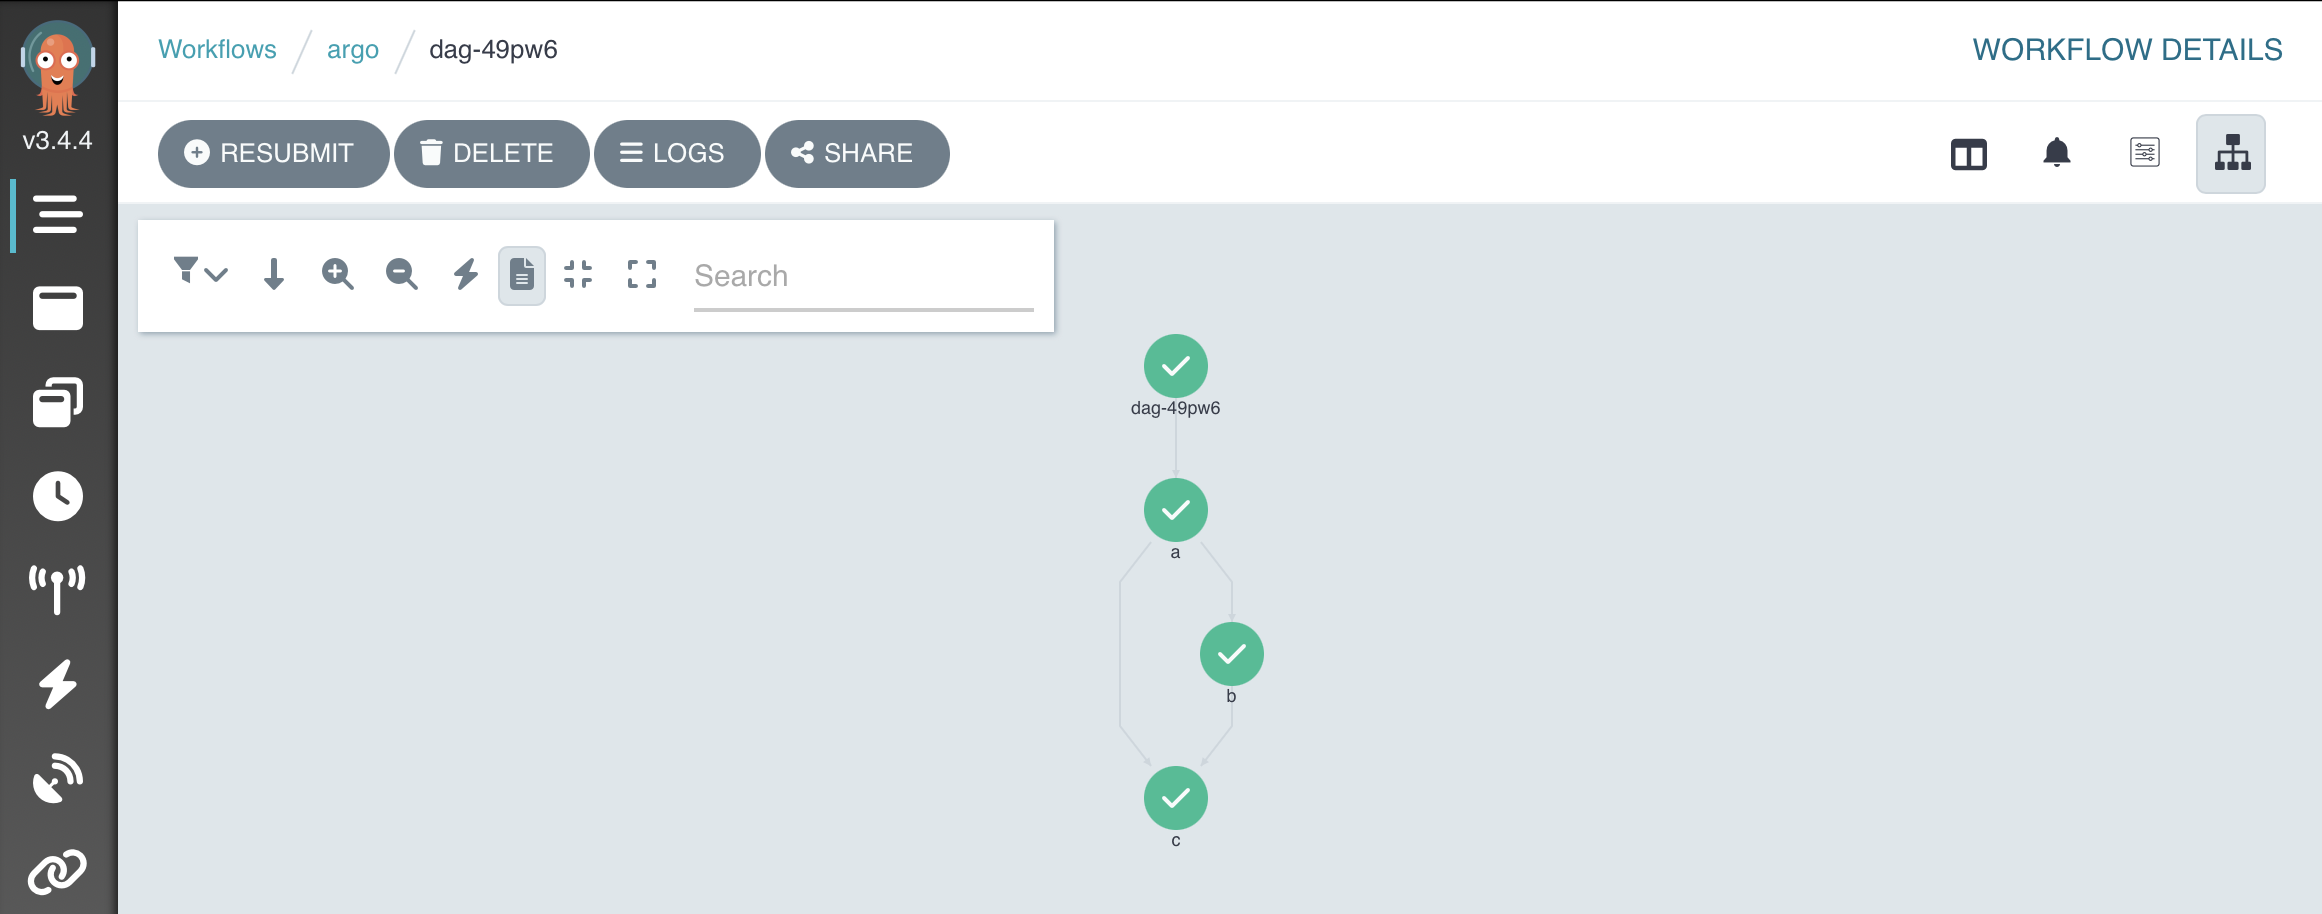 Workflows / argo / dag-49pw6
WORKFLOW DETAILS
v3.4.4
RESUBMIT
DELETE
LOGS
SHARE
Search
dag-49pw6
a
b
c